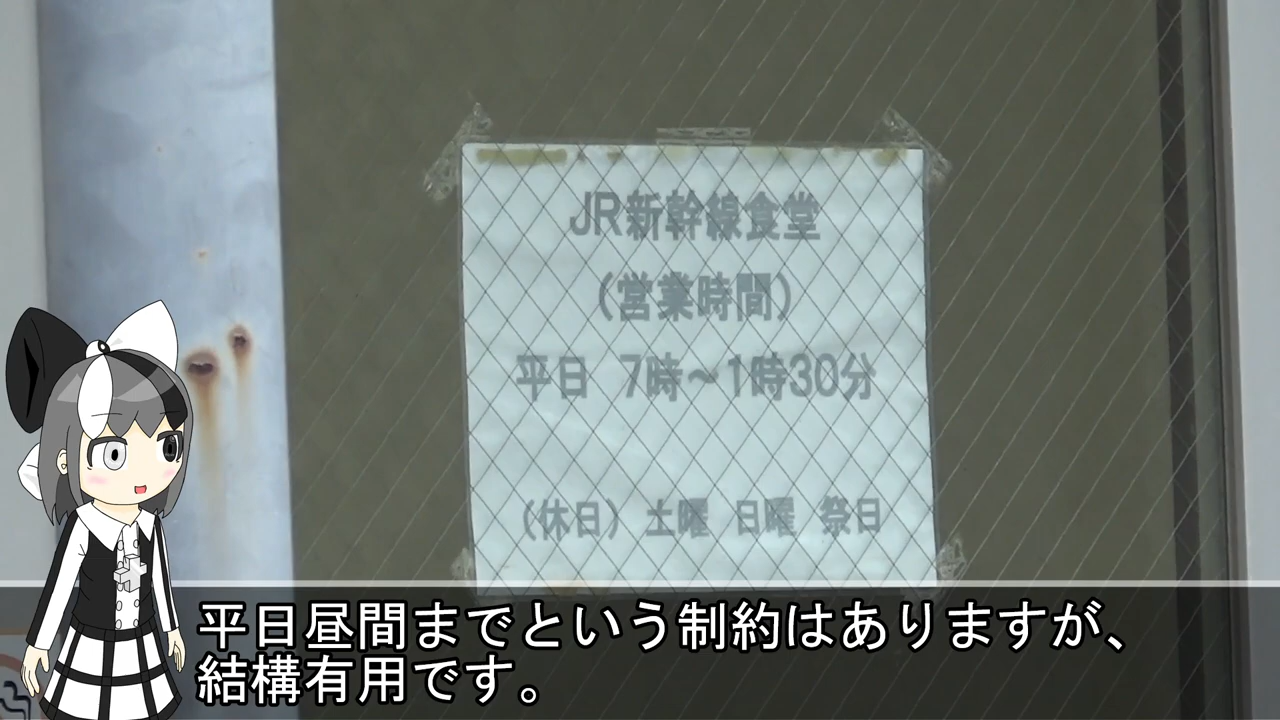 JR新幹線食堂
（営業時間）
平日 7時～1時30分
（休日） 土曜 日曜 祭日
平日昼間までという制約はありますが、
結構有用です。